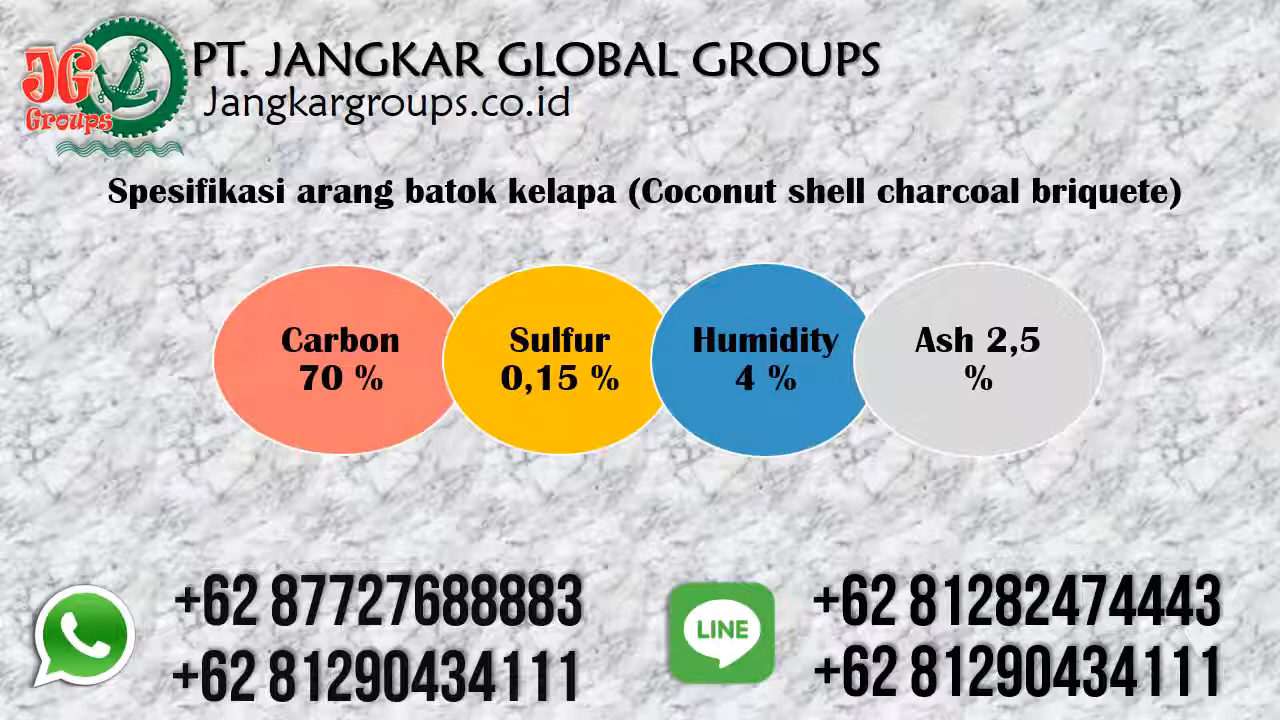 JG
Groups
PT. JANGKAR GLOBAL GROUPS
Jangkargroups.co.id
Spesifikasi arang batok kelapa (Coconut shell charcoal briquete)
Carbon
70 %
Sulfur
0,15 %
Humidity
4 %
Ash 2,5
%
+62 87727688883
+62 81290434111
LINE
+62 81282474443
+62 81290434111